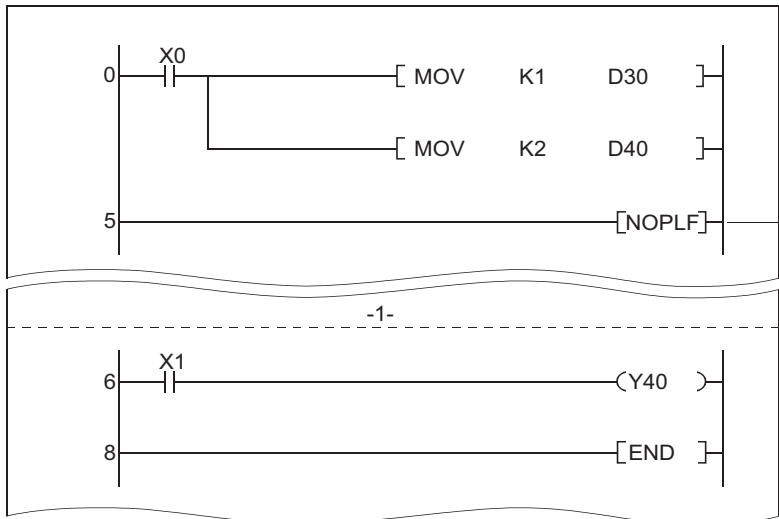 X0
0 [ MOV K1 D30 ]
[ MOV K2 D40 ]
5 [NOPLF]
-1-
X1
6 (Y40 )
8 [END ]